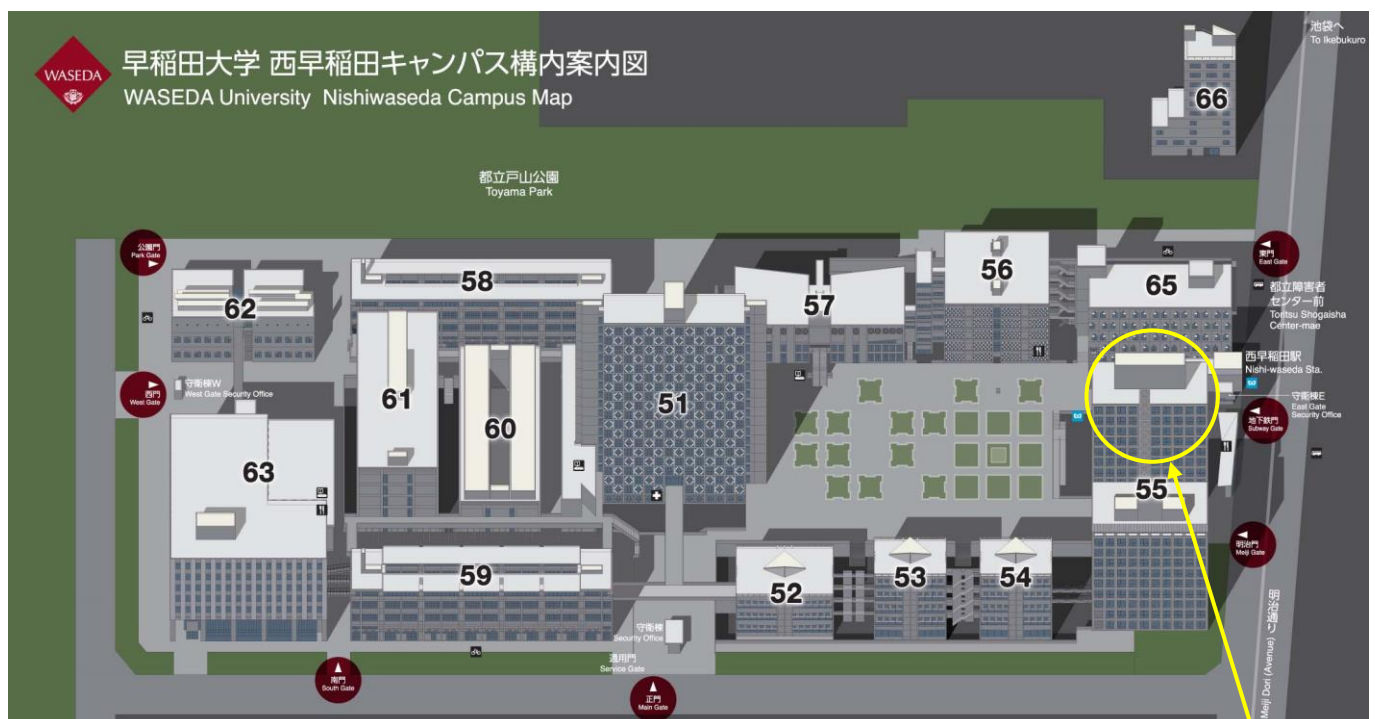 WASEDA
早稲田大学 西早稲田キャンパス構内案内図
WASEDA University Nishiwaseda Campus Map
池袋へ
To Ikebukuro
66
都立戸山公園
Toyama Park
公園門
Park Gate
東門
East Gate
62
58
57
56
65
都立障害者
センター前
Toritsu Shogaisha
Center-mae
西早稲田駅
Nishi-waseda Sta.
守衛棟W
West Gate Security Office
西門
West Gate
61
60
51
守衛棟E
East Gate
Security Office
地下鉄門
Subway Gate
63
55
明治門
Meiji Gate
59
52
53
54
守衛棟
Security Office
通用門
Service Gate
南門
South Gate
正門
Main Gate
明治通り
Meiji Dori (Avenue)